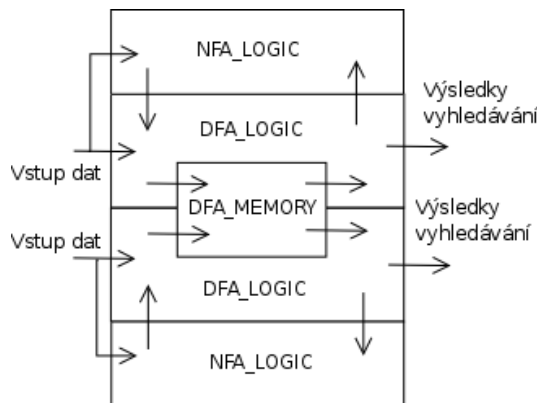 NFA_LOGIC
Výsledky
vyhledávání
DFA_LOGIC
Vstup dat
DFA_MEMORY
Výsledky
vyhledávání
Vstup dat
DFA_LOGIC
NFA_LOGIC